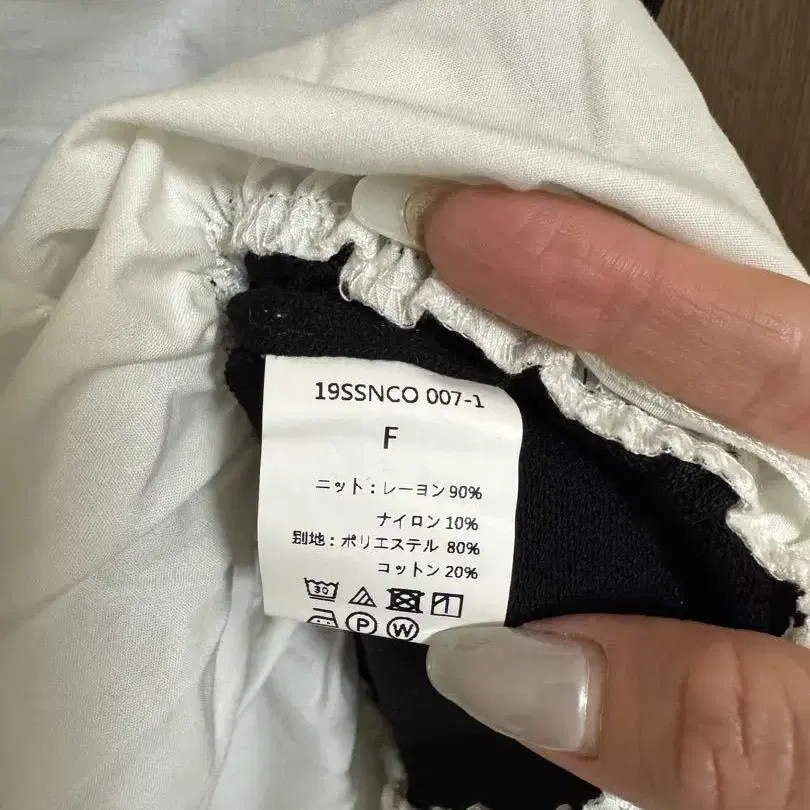 19SSNCO 007-1
F
ニット：レーヨン 90%
ナイロン 10%
別地：ポリエステル 80%
コットン 20%
30
P W